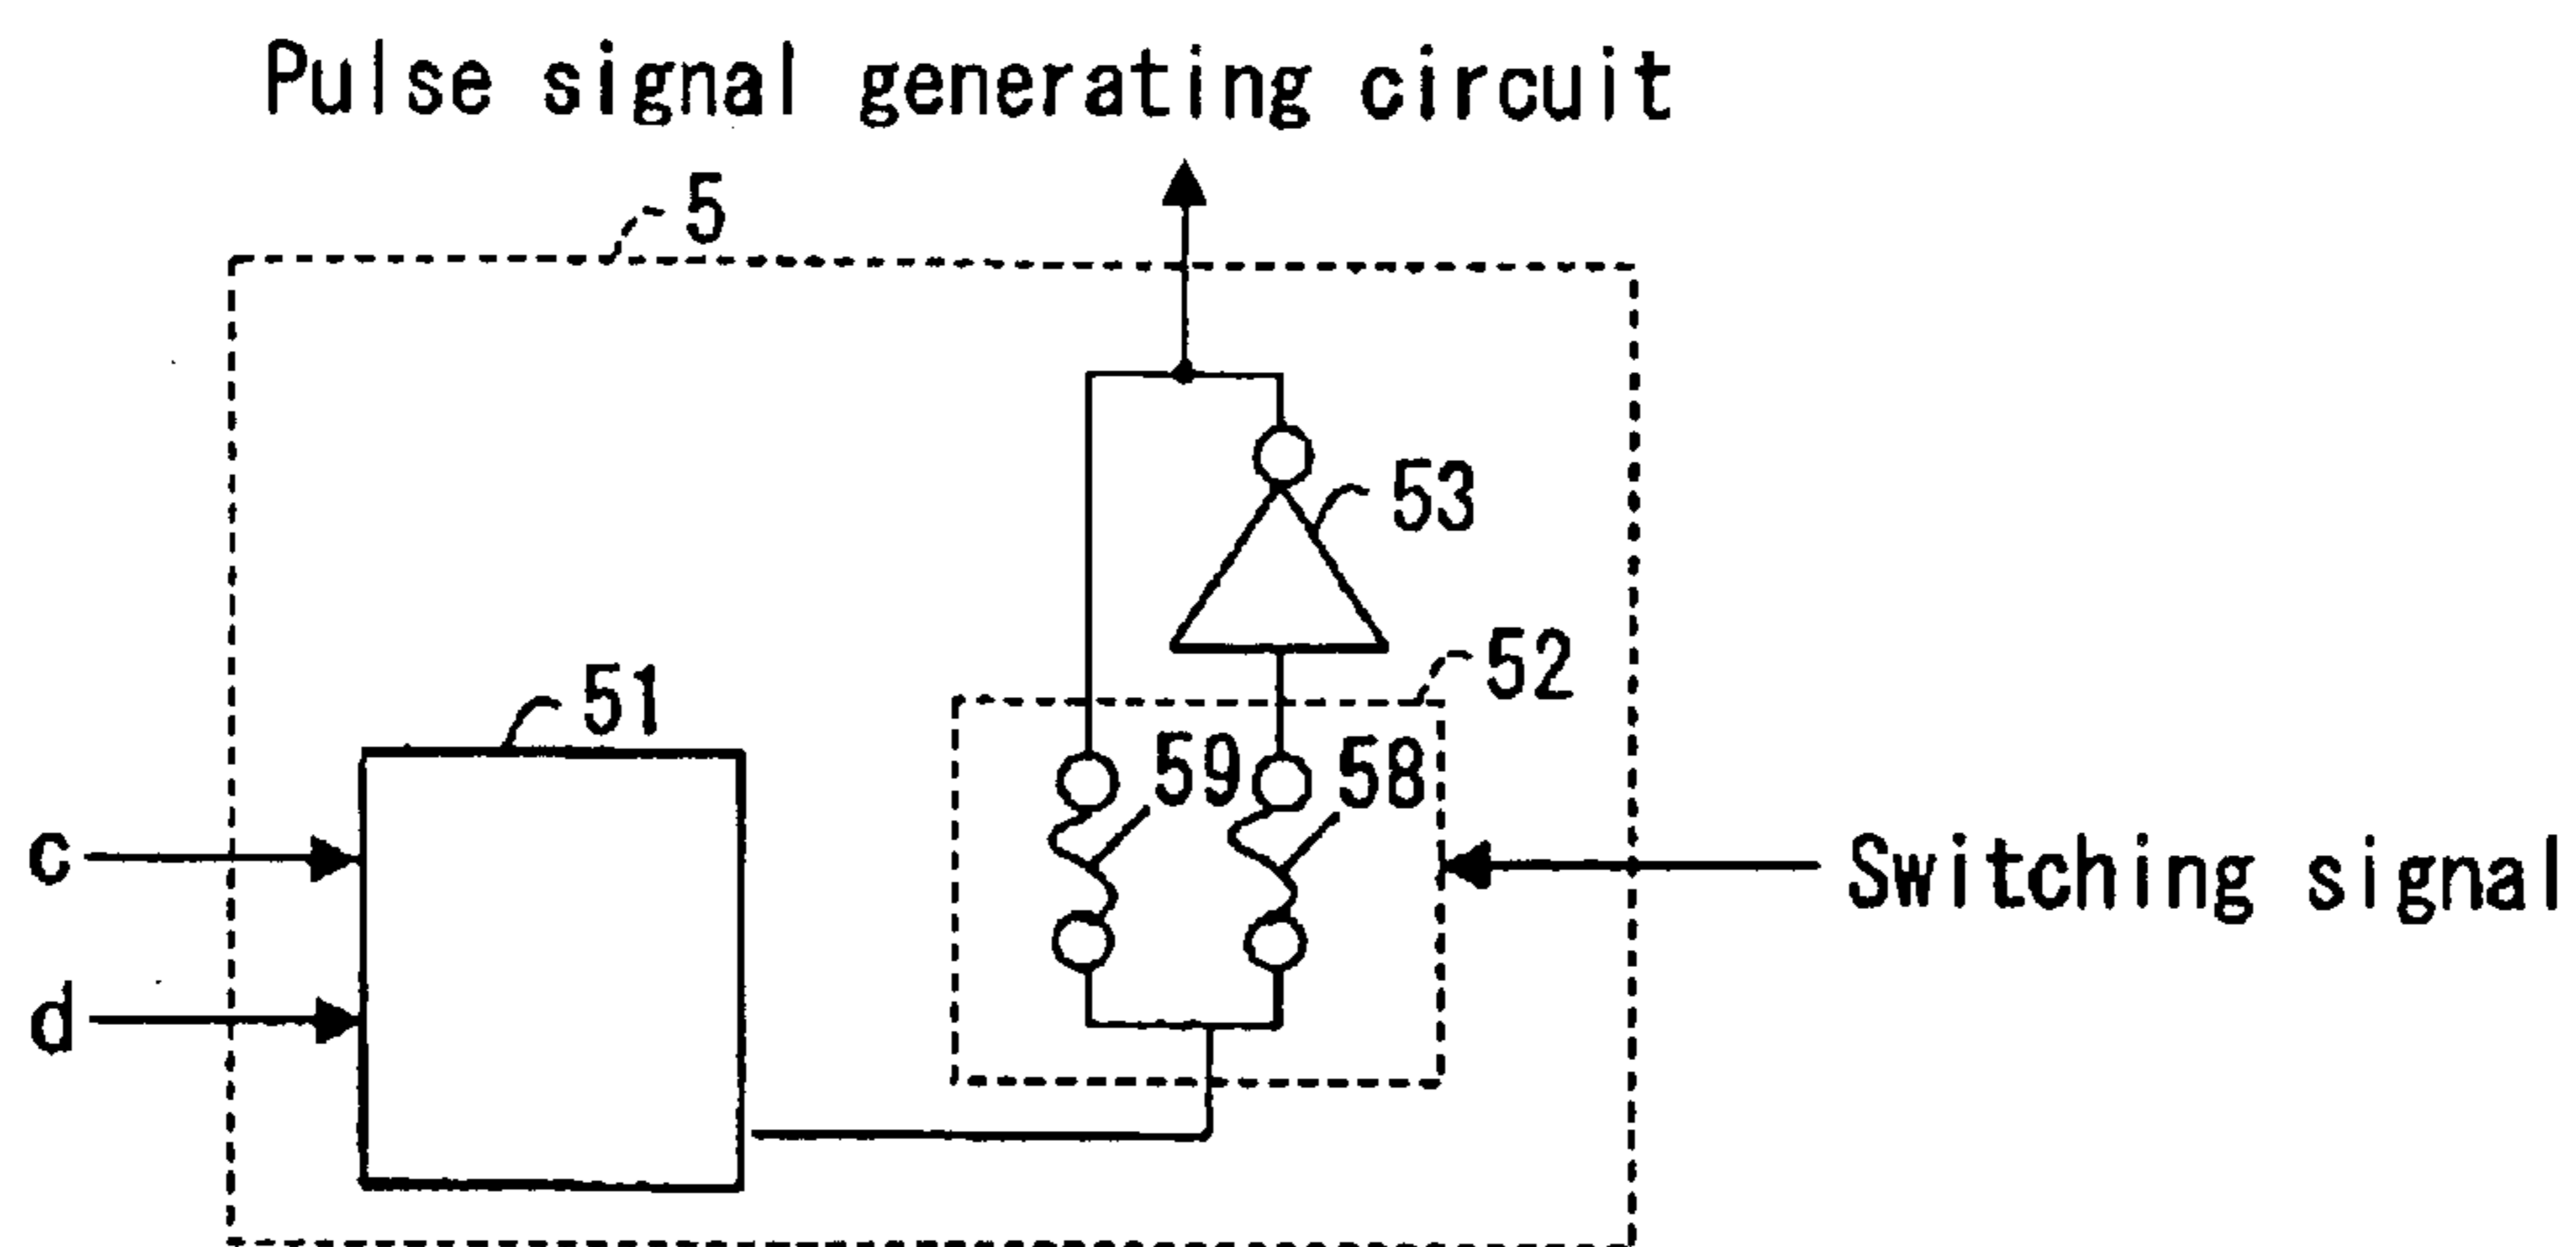 Pulse signal generating circuit
5
53
52
51
59
58
c
Switching signal
d